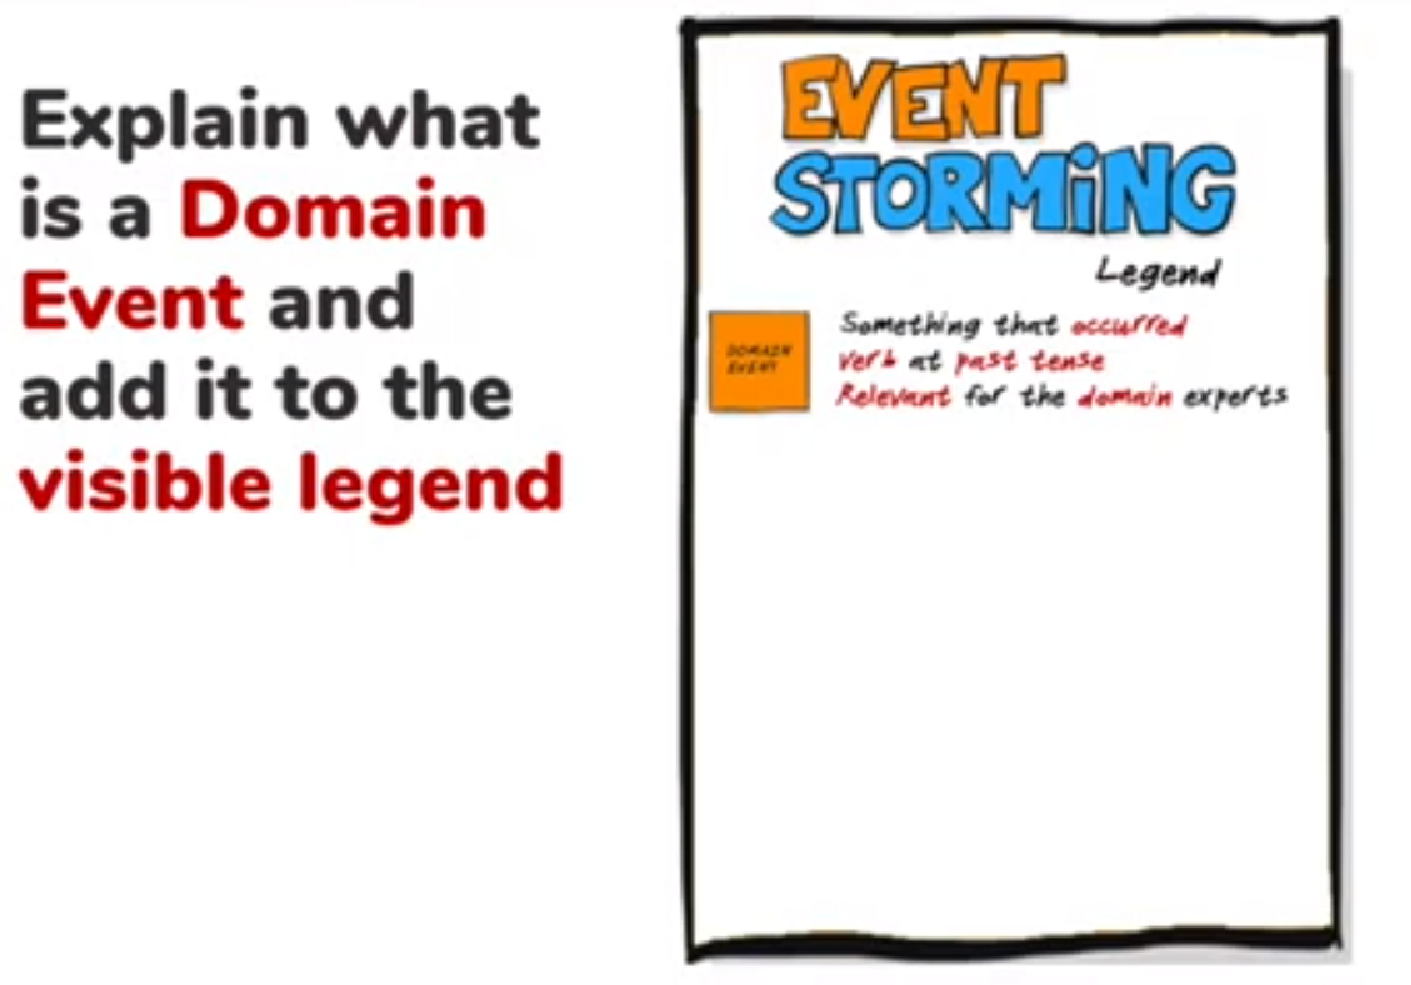 Explain what
is a Domain
Event and
add it to the
visible legend
EVENT
STORMiNG
Legend
DOMAIN
EVENT
Something that occurred
verb at past tense
Relevant for the domain experts